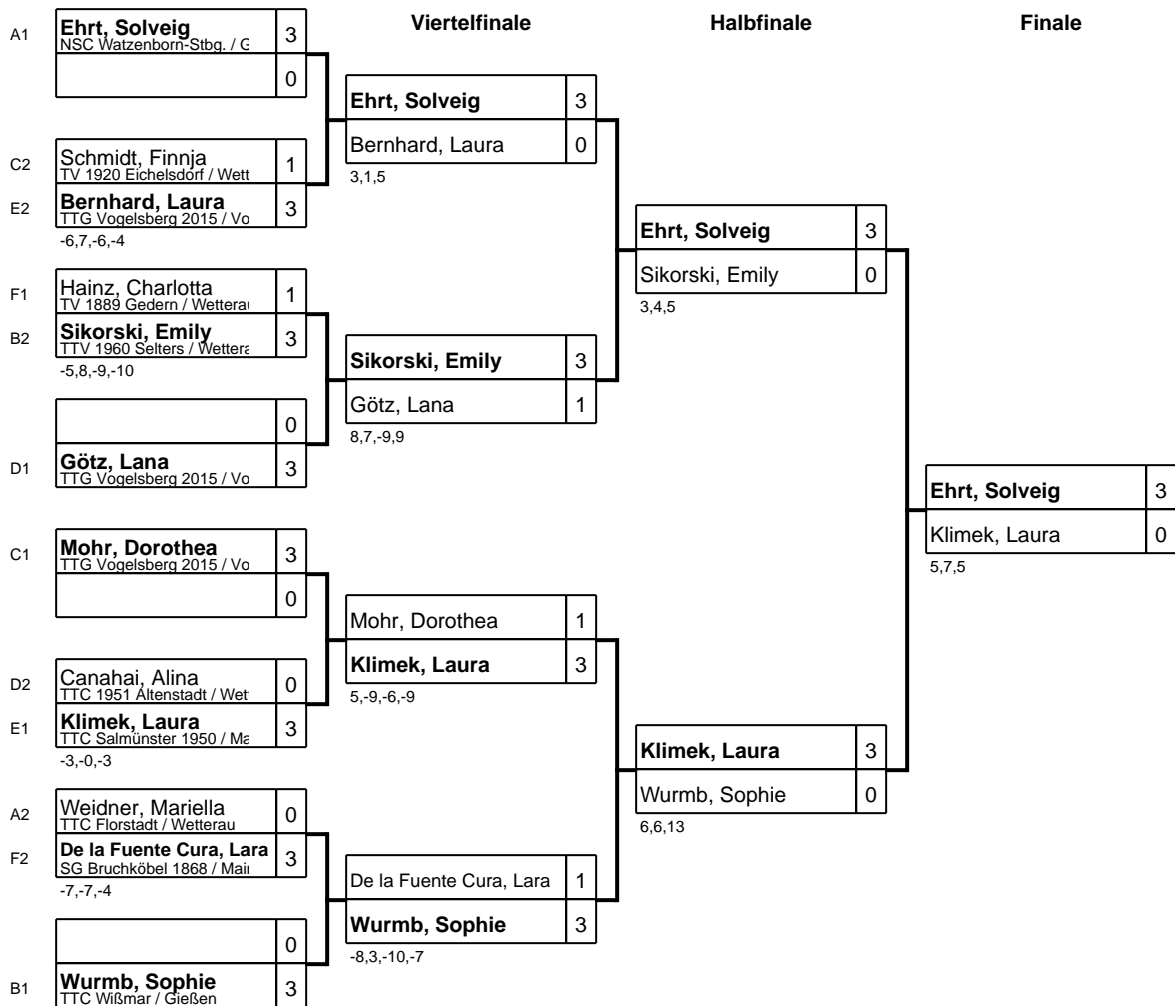 Viertelfinale
Halbfinale
Finale
A1 Ehrt, Solveig 3
NSC Watzenborn-Stbg. / G
0
C2 Schmidt, Finnja 1
TV 1920 Eichelsdorf / Wett
E2 Bernhard, Laura 3
TTG Vogelsberg 2015 / Vo
-6,7,-6,-4
F1 Hainz, Charlotta 1
TV 1889 Gedern / Wetterau
B2 Sikorski, Emily 3
TTV 1960 Selters / Wettera
-5,8,-9,-10
0
D1 Götz, Lana 3
TTG Vogelsberg 2015 / Vo
C1 Mohr, Dorothea 3
TTG Vogelsberg 2015 / Vo
0
D2 Canahai, Alina 0
TTC 1951 Altenstadt / Wet
E1 Klimek, Laura 3
TTC Salmünster 1950 / Ma
-3,-0,-3
A2 Weidner, Mariella 0
TTC Florstadt / Wetterau
F2 De la Fuente Cura, Lara 3
SG Bruchköbel 1868 / Main
-7,-7,-4
0
B1 Wurmb, Sophie 3
TTC Wißmar / Gießen
Ehrt, Solveig 3
Bernhard, Laura 0
3,1,5
Sikorski, Emily 3
Götz, Lana 1
8,7,-9,9
Mohr, Dorothea 1
Klimek, Laura 3
5,-9,-6,-9
De la Fuente Cura, Lara 1
Wurmb, Sophie 3
-8,3,-10,-7
Ehrt, Solveig 3
Sikorski, Emily 0
3,4,5
Klimek, Laura 3
Wurmb, Sophie 0
6,6,13
Ehrt, Solveig 3
Klimek, Laura 0
5,7,5